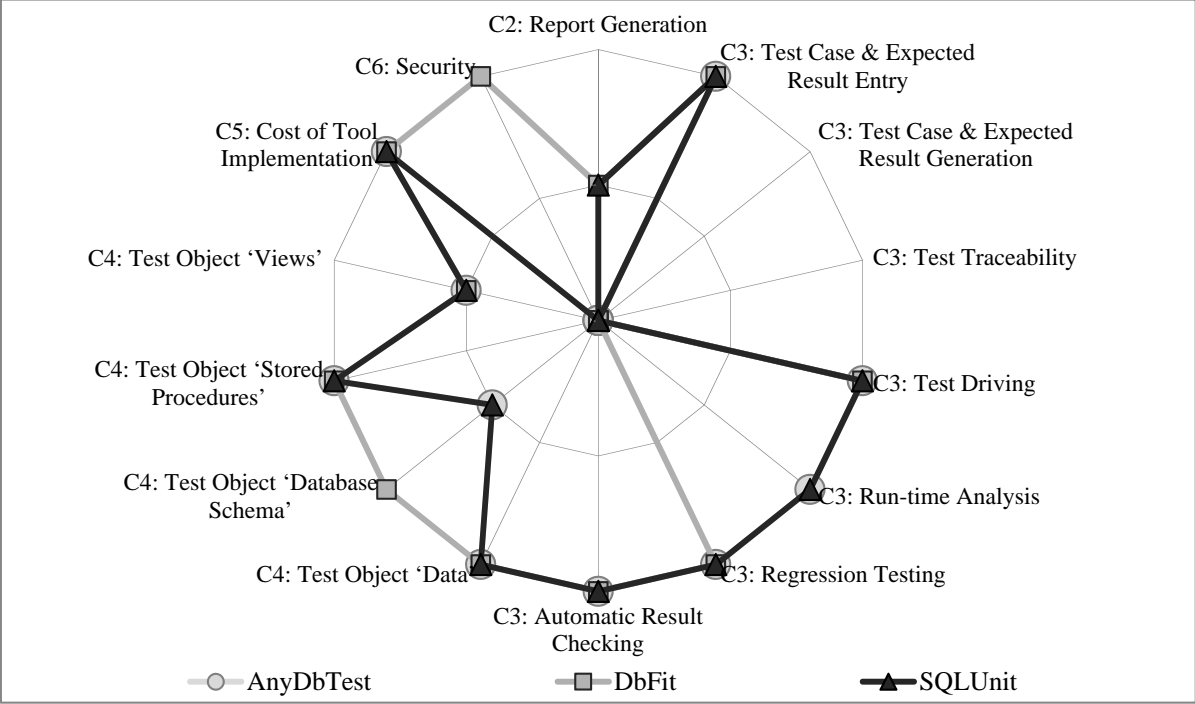 C2: Report Generation
C3: Test Case & Expected
Result Entry
C3: Test Case & Expected
Result Generation
C3: Test Traceability
C3: Test Driving
C3: Run-time Analysis
C3: Regression Testing
C3: Automatic Result
Checking
C4: Test Object ‘Data’
C4: Test Object ‘Database
Schema’
C4: Test Object ‘Stored
Procedures’
C4: Test Object ‘Views’
C5: Cost of Tool
Implementation
C6: Security
AnyDbTest
DbFit
SQLUnit